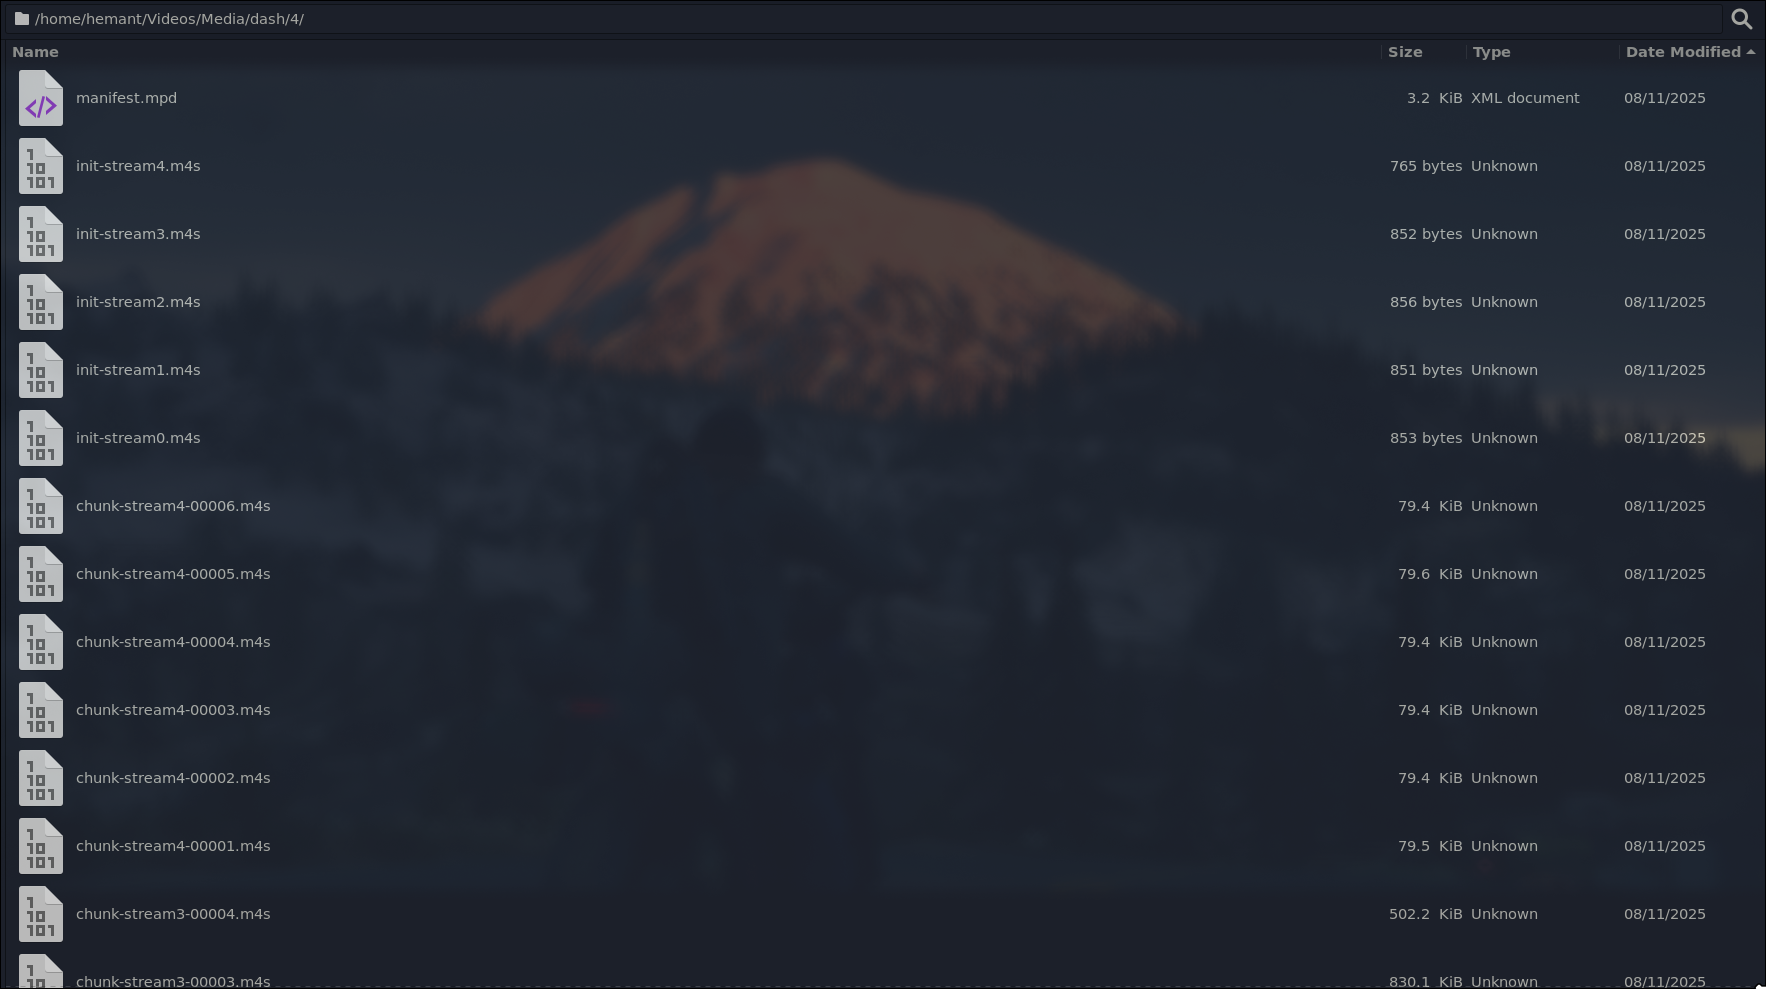 /home/hemant/Videos/Media/dash/4/
Name Size Type Date Modified
manifest.mpd 3.2 KiB XML document 08/11/2025
init-stream4.m4s 765 bytes Unknown 08/11/2025
init-stream3.m4s 852 bytes Unknown 08/11/2025
init-stream2.m4s 856 bytes Unknown 08/11/2025
init-stream1.m4s 851 bytes Unknown 08/11/2025
init-stream0.m4s 853 bytes Unknown 08/11/2025
chunk-stream4-00006.m4s 79.4 KiB Unknown 08/11/2025
chunk-stream4-00005.m4s 79.6 KiB Unknown 08/11/2025
chunk-stream4-00004.m4s 79.4 KiB Unknown 08/11/2025
chunk-stream4-00003.m4s 79.4 KiB Unknown 08/11/2025
chunk-stream4-00002.m4s 79.4 KiB Unknown 08/11/2025
chunk-stream4-00001.m4s 79.5 KiB Unknown 08/11/2025
chunk-stream3-00004.m4s 502.2 KiB Unknown 08/11/2025
chunk-stream3-00003.m4s 830.1 KiB Unknown 08/11/2025